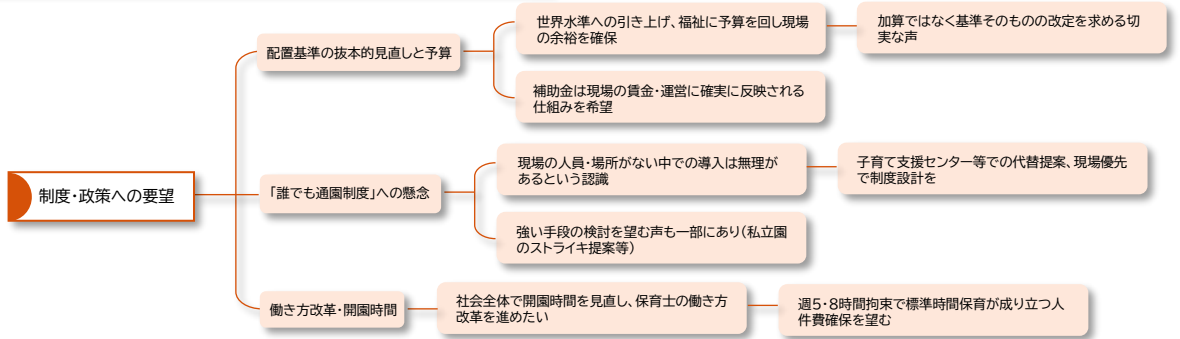 制度・政策への要望
配置基準の抜本的見直しと予算
世界水準への引き上げ、福祉に予算を回し現場
の余裕を確保
加算ではなく基準そのものの改定を求める切
実な声
補助金は現場の賃金・運営に確実に反映される
仕組みを希望
「誰でも通園制度」への懸念
現場の人員・場所がない中での導入は無理が
あるという認識
子育て支援センター等での代替提案、現場優先
で制度設計を
強い手段の検討を望む声も一部にあり（私立園
のストライキ提案等）
働き方改革・開園時間
社会全体で開園時間を見直し、保育士の働き方
改革を進めたい
週5・8時間拘束で標準時間保育が成り立つ人
件費確保を望む